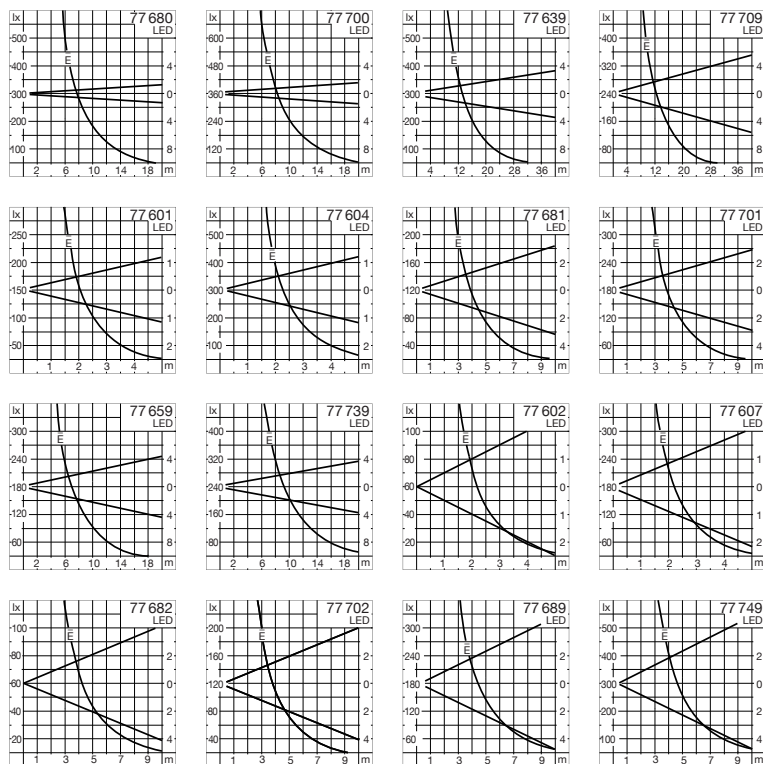 lx 77 680
LED
500
E
400 4
300 0
200 4
100 8
2 6 10 14 18 m
lx 77 700
LED
600
E
480 4
360 0
240 4
120 8
2 6 10 14 18 m
lx 77 639
LED
500
E
400 4
300 0
200 4
100 8
4 12 20 28 36 m
lx 77 709
LED
400
E
320 4
240 0
160 4
80 8
4 12 20 28 36 m
lx 77 601
LED
250
E
200 1
150 0
100 1
50 2
1 2 3 4 m
lx 77 604
LED
500
E
400 1
300 0
200 1
100 2
1 2 3 4 m
lx 77 681
LED
200
E
160 2
120 0
80 2
40 4
1 3 5 7 9 m
lx 77 701
LED
300
E
240 2
180 0
120 2
60 4
1 3 5 7 9 m
lx 77 659
LED
300
E
240 4
180 0
120 4
60 8
2 6 10 14 18 m
lx 77 739
LED
400
E
320 4
240 0
160 4
80 8
2 6 10 14 18 m
lx 77 602
LED
100
E
80 1
60 0
40 1
20 2
1 2 3 4 m
lx 77 607
LED
300
E
240 1
180 0
120 1
60 2
1 2 3 4 m
lx 77 682
LED
100
E
80 2
60 0
40 2
20 4
1 3 5 7 9 m
lx 77 702
LED
200
E
160 2
120 0
80 2
40 4
1 3 5 7 9 m
lx 77 689
LED
300
E
240 2
180 0
120 2
60 4
1 3 5 7 9 m
lx 77 749
LED
500
E
400 2
300 0
200 2
100 4
1 3 5 7 9 m